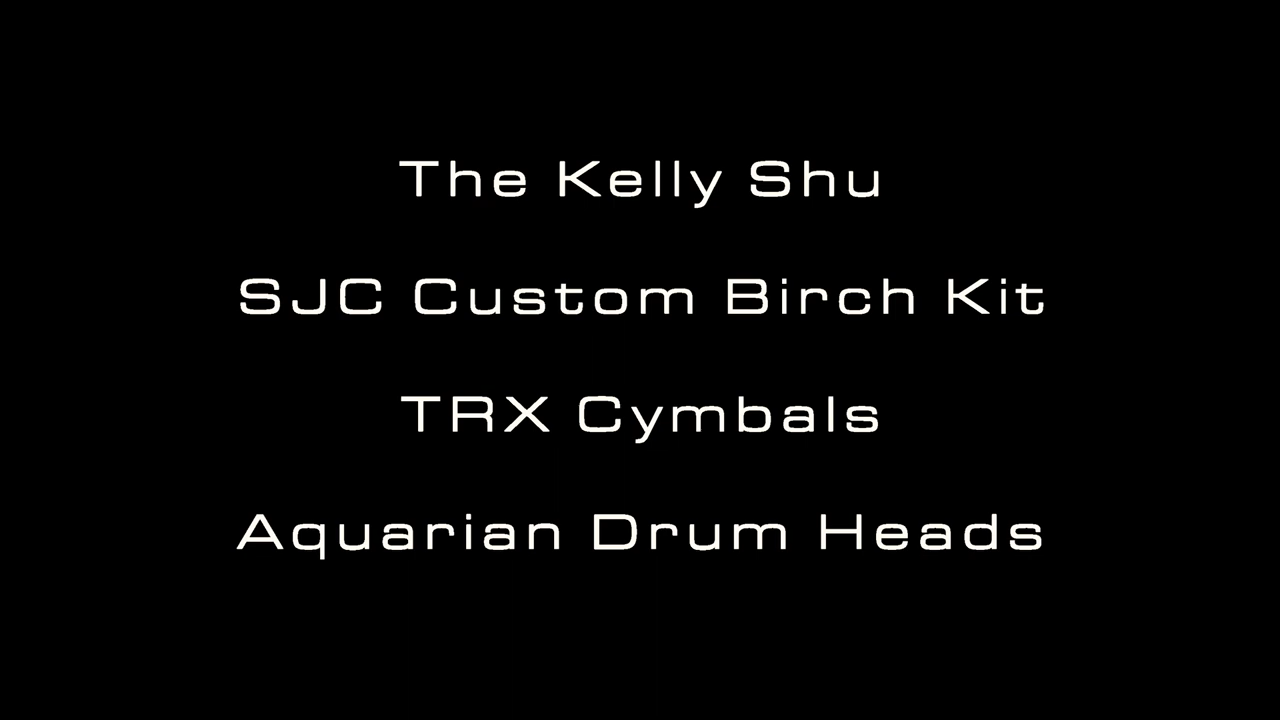 The Kelly Shu
SJC Custom Birch Kit
TRX Cymbals
Aquarian Drum Heads